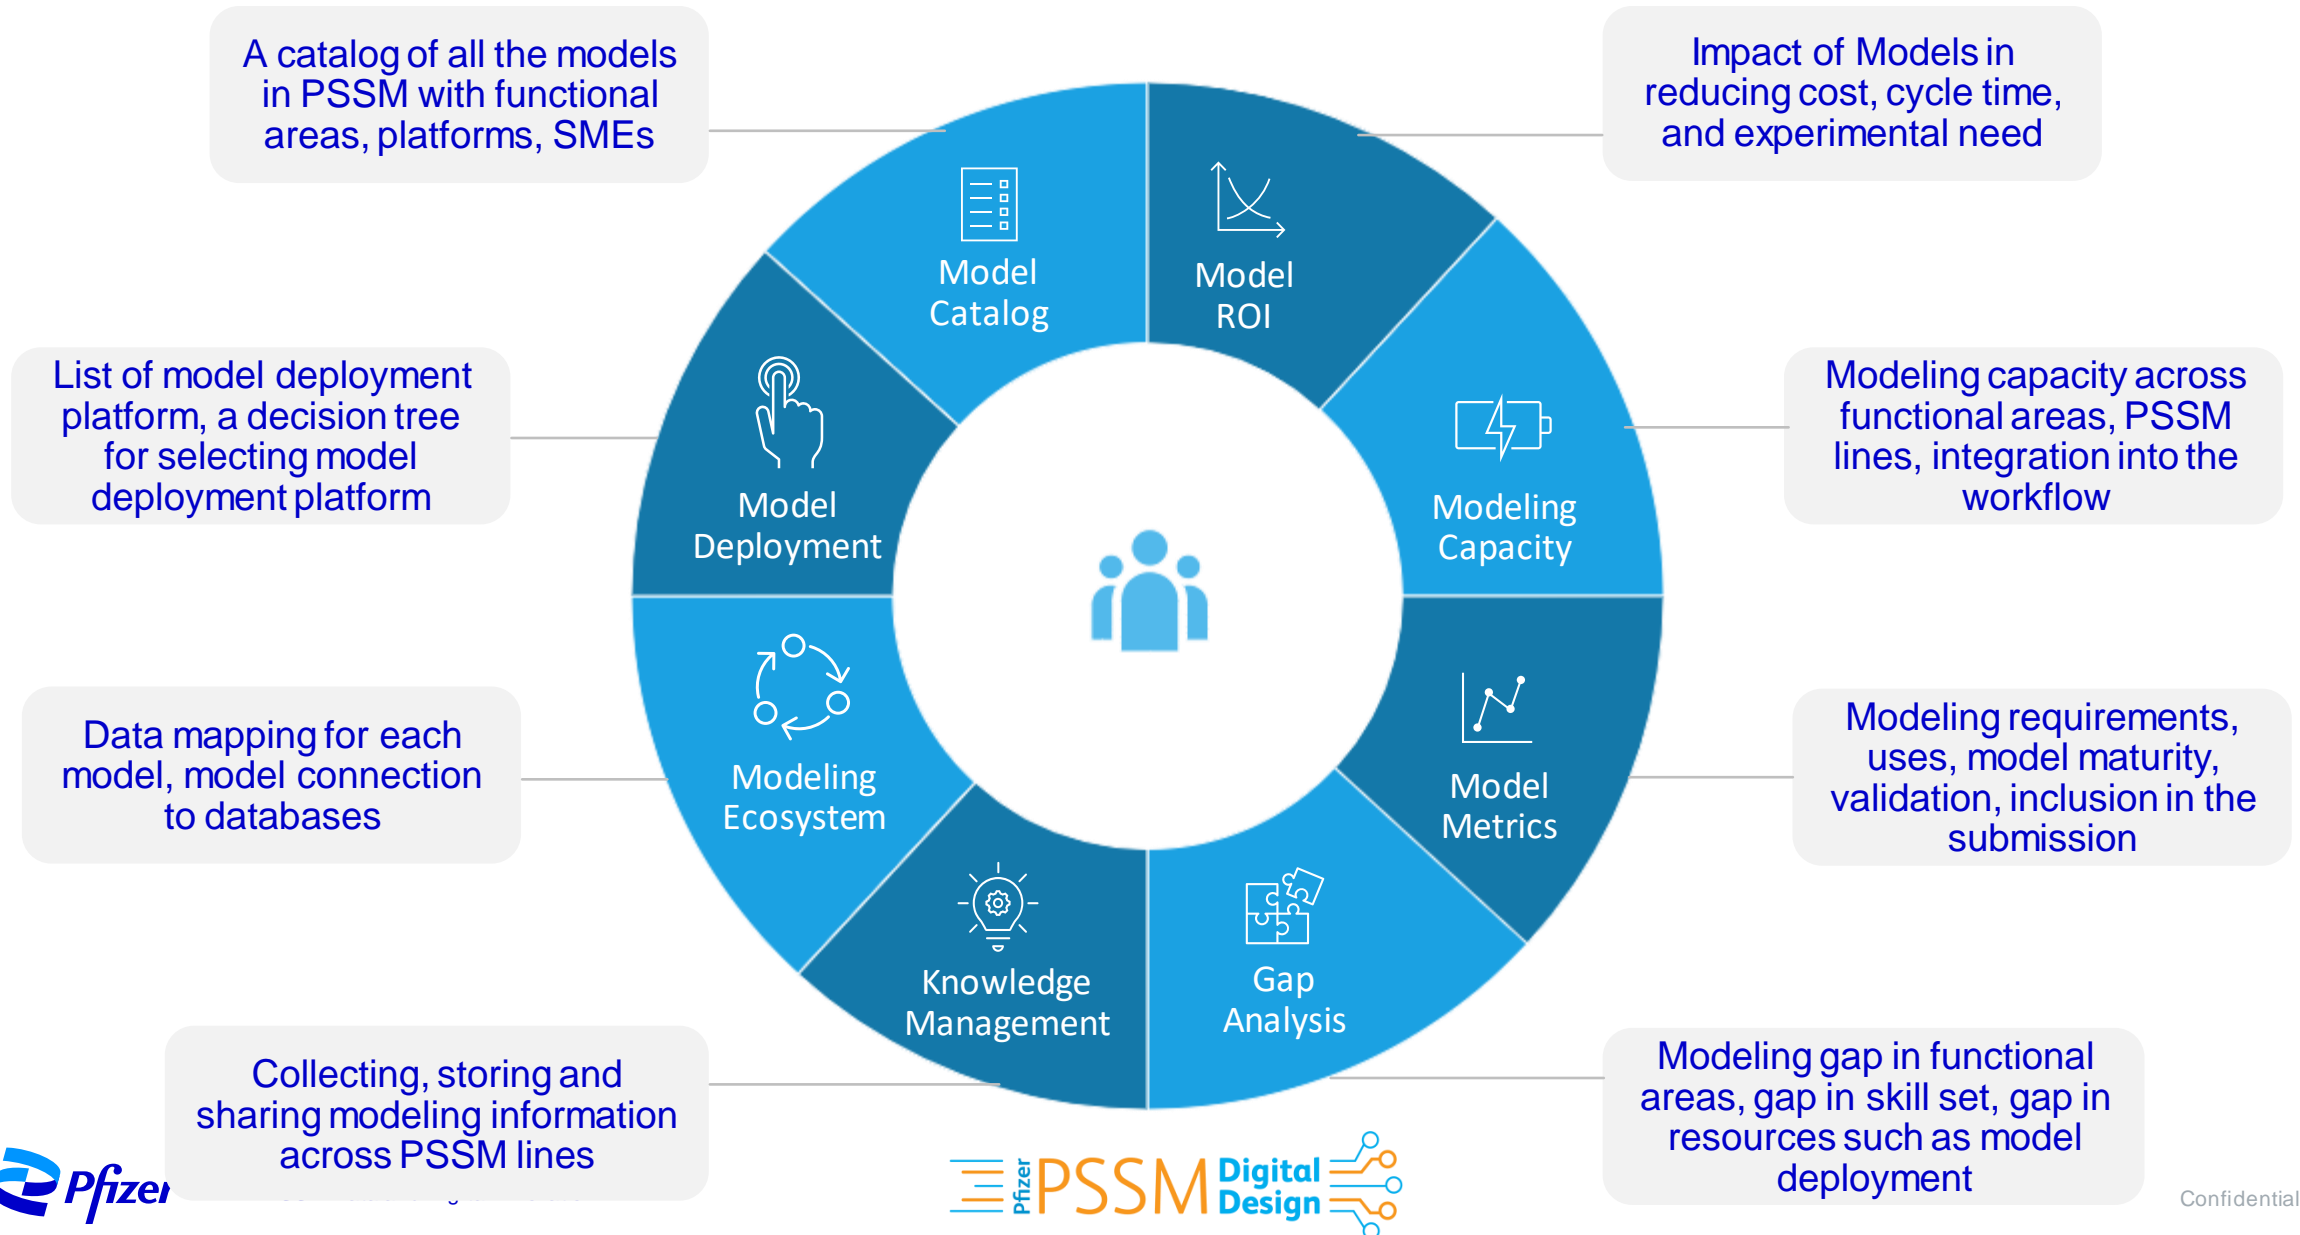 A catalog of all the models
in PSSM with functional
areas, platforms, SMEs
Impact of Models in
reducing cost, cycle time,
and experimental need
Model
Catalog
Model
ROI
List of model deployment
platform, a decision tree
for selecting model
deployment platform
Model
Deployment
Modeling
Capacity
Modeling capacity across
functional areas, PSSM
lines, integration into the
workflow
Data mapping for each
model, model connection
to databases
Modeling
Ecosystem
Model
Metrics
Modeling requirements,
uses, model maturity,
validation, inclusion in the
submission
Knowledge
Management
Gap
Analysis
Collecting, storing and
sharing modeling information
across PSSM lines
Modeling gap in functional
areas, gap in skill set, gap in
resources such as model
deployment
Pfizer
Pfizer
PSSM
Digital
Design
Confidential